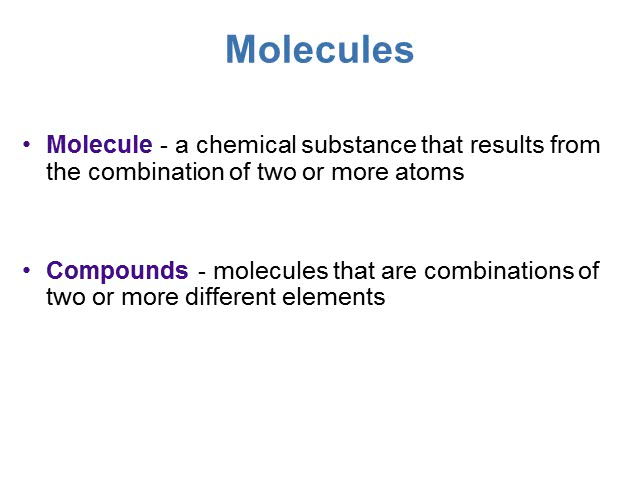 Molecules
• Molecule - a chemical substance that results from
the combination of two or more atoms
• Compounds - molecules that are combinations of
two or more different elements